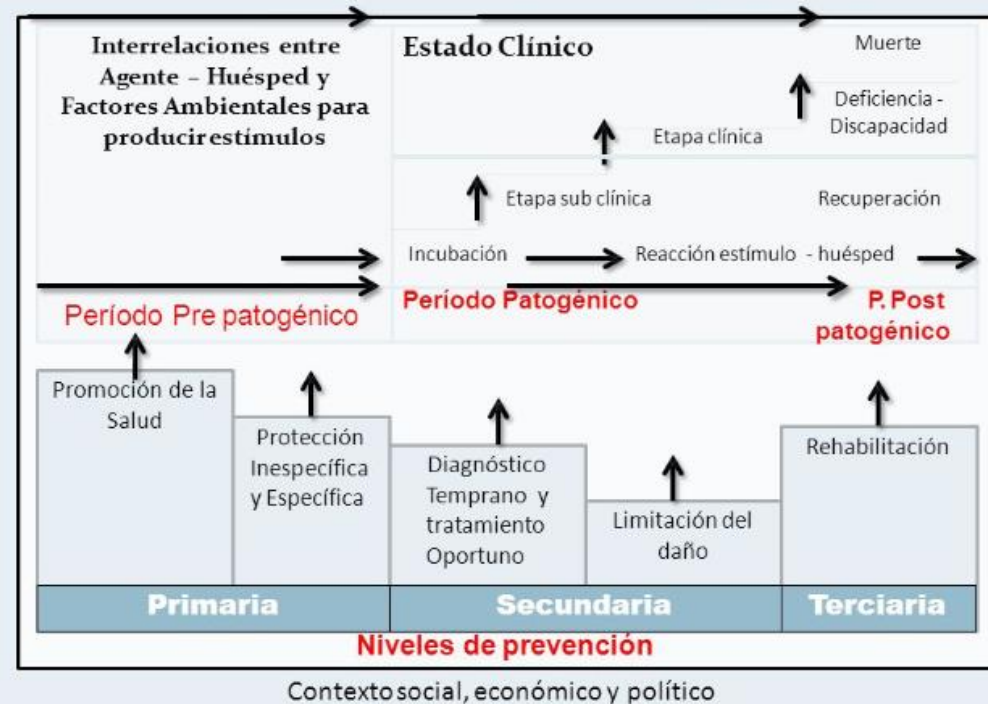 Interrelaciones entre
Agente – Huésped y
Factores Ambientales para
producir estímulos
Estado Clínico
Muerte
Deficiencia -
Discapacidad
Etapa clínica
Etapa sub clínica
Recuperación
Incubación
Reacción estímulo - huésped
Período Pre patogénico
Período Patogénico
P. Post
patogénico
Promoción de la
Salud
Protección
Inespecífica
y Específica
Diagnóstico
Temprano y
tratamiento
Oportuno
Limitación del
daño
Rehabilitación
Primaria
Secundaria
Terciaria
Niveles de prevención
Contexto social, económico y político